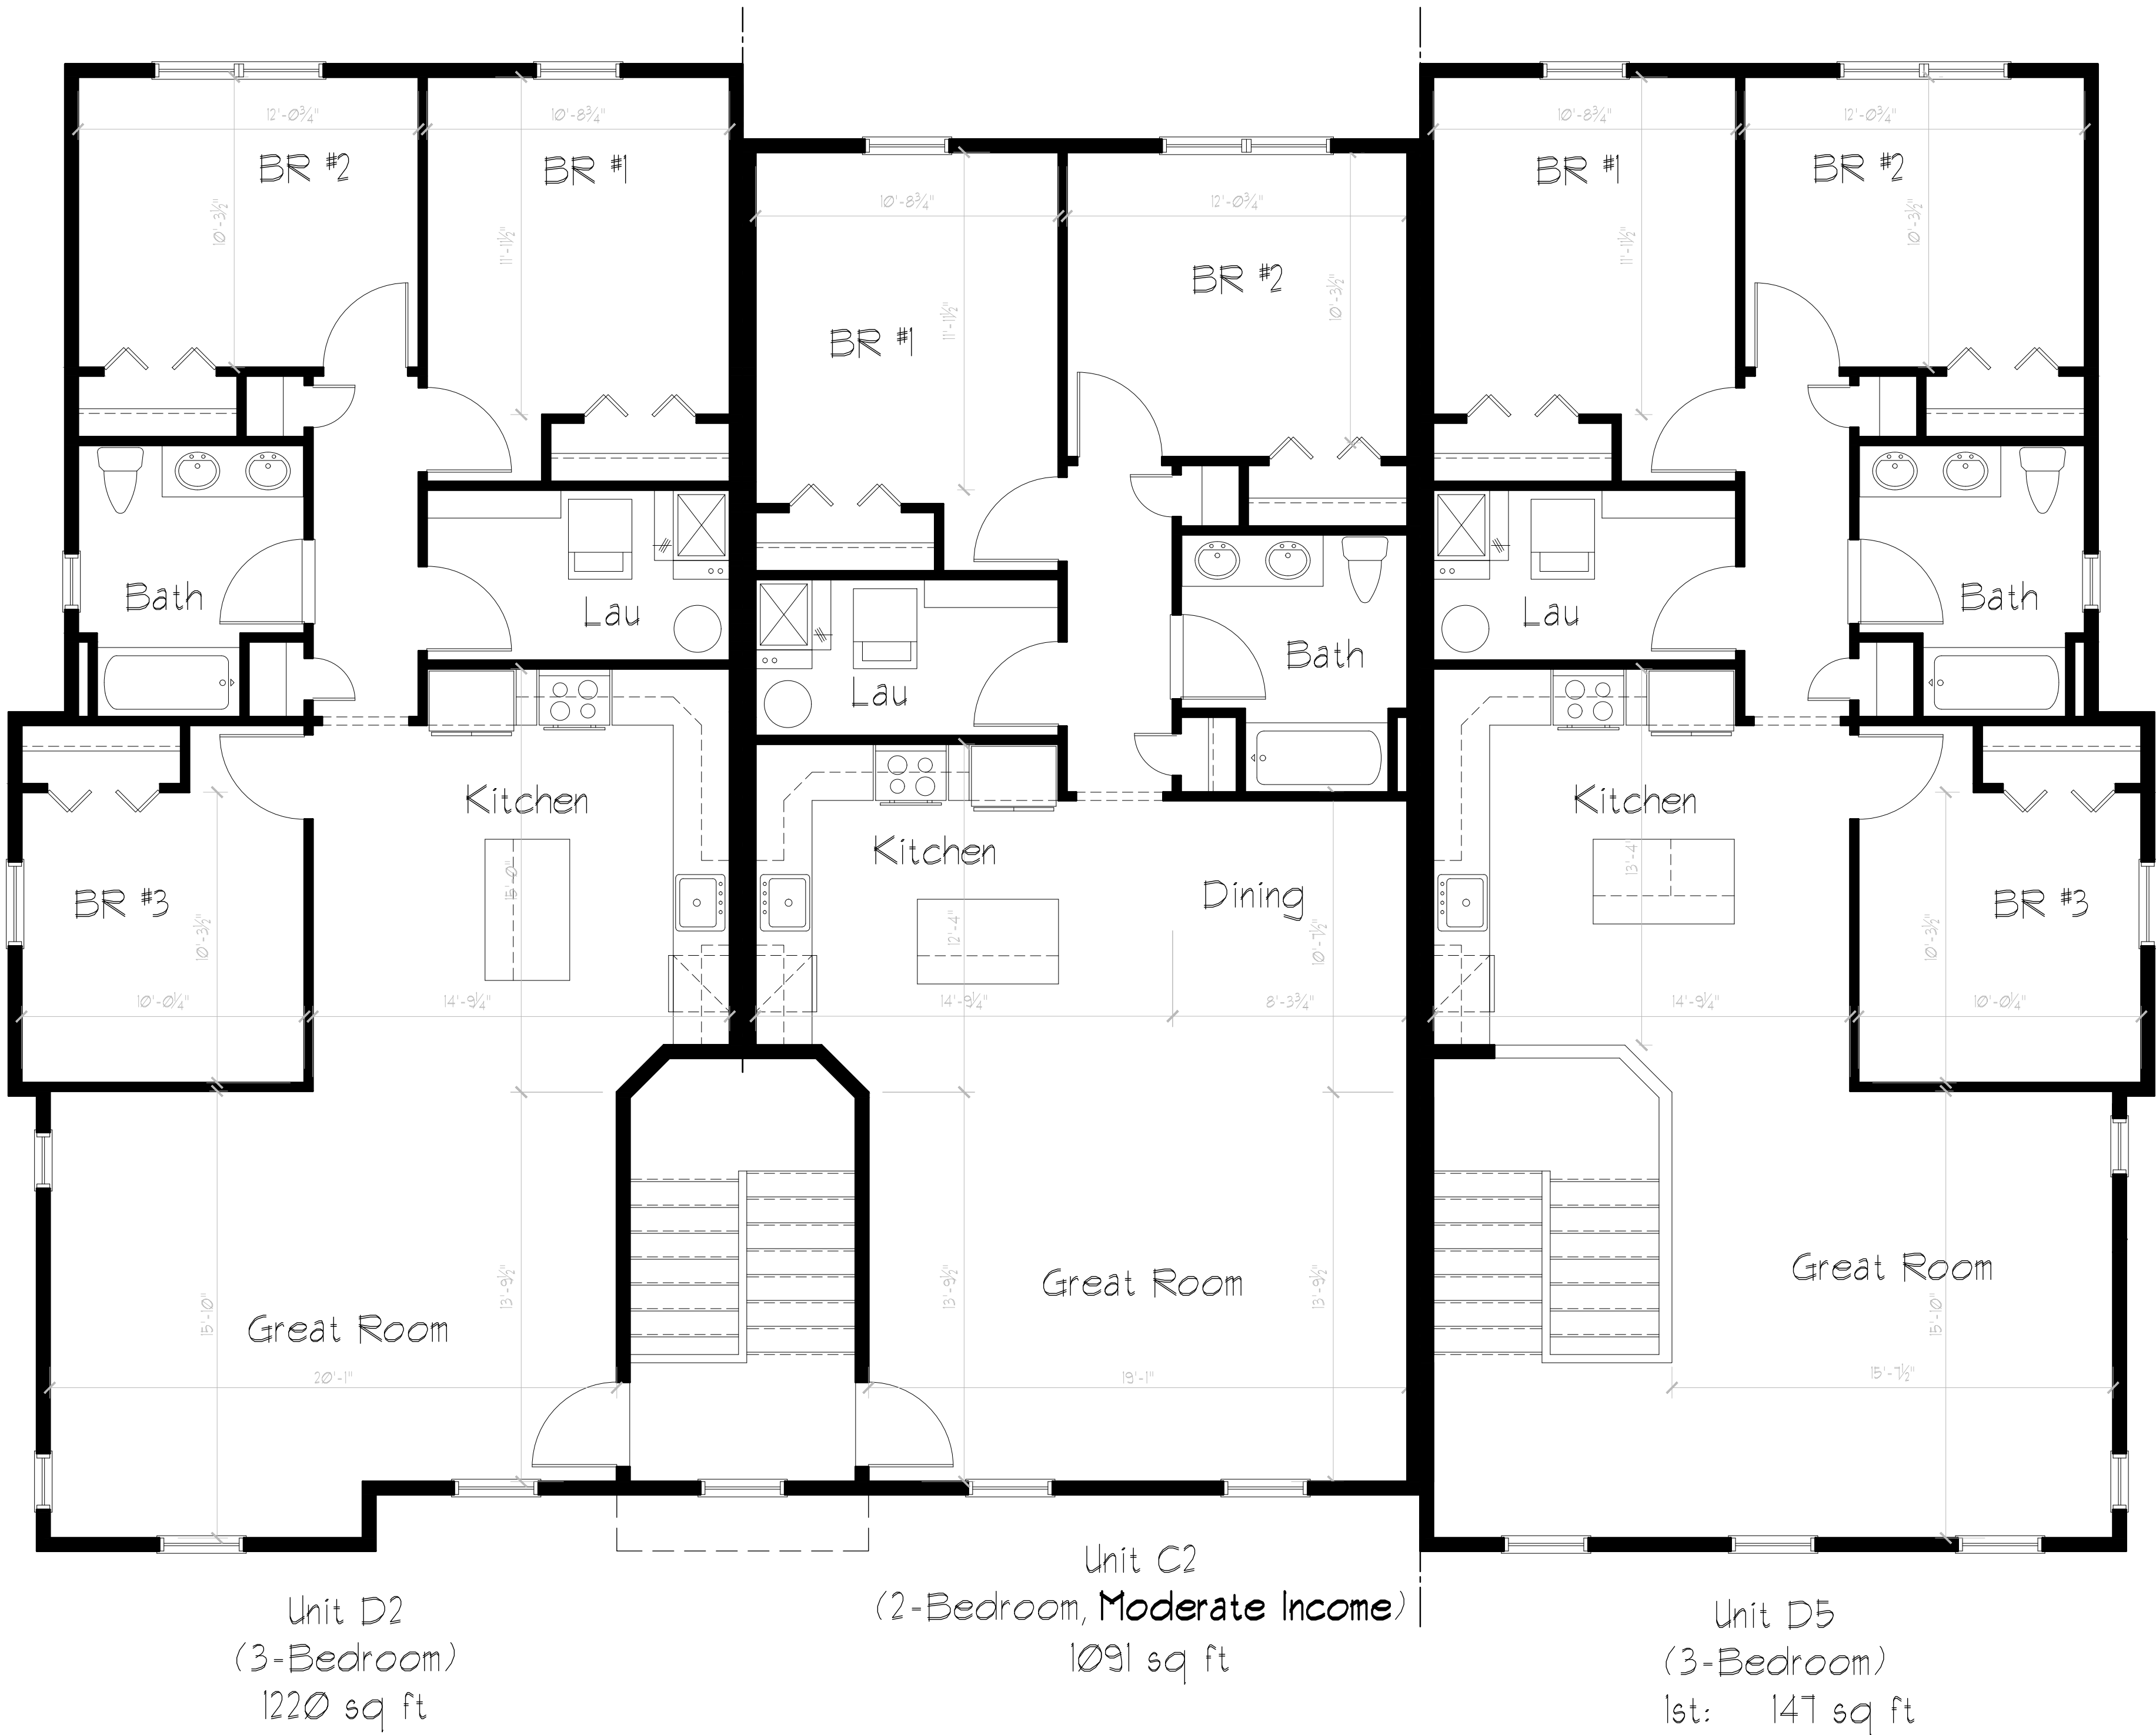 12'-0¾"
10'-8¾"
10'-8¾"
12'-0¾"
BR #2
BR #1
BR #1
BR #2
10'-3½"
11'-11½"
10'-8¾"
12'-0¾"
11'-11½"
10'-3½"
BR #1
11'-11½"
BR #2
10'-3½"
Bath
Lau
Lau
Bath
Lau
Bath
Kitchen
Kitchen
Dining
Kitchen
BR #3
15'-0"
12'-4"
10'-7½"
13'-4"
BR #3
10'-3½"
10'-3½"
10'-0¼"
14'-9¼"
14'-9¼"
8'-3¾"
14'-9¼"
10'-0¼"
Great Room
15'-10"
13'-9½"
13'-9½"
Great Room
13'-9½"
Great Room
15'-10"
20'-1"
19'-1"
15'-7½"
Unit D2
(3-Bedroom)
1220 sq ft
Unit C2
(2-Bedroom, Moderate Income)
1091 sq ft
Unit D5
(3-Bedroom)
1st: 147 sq ft